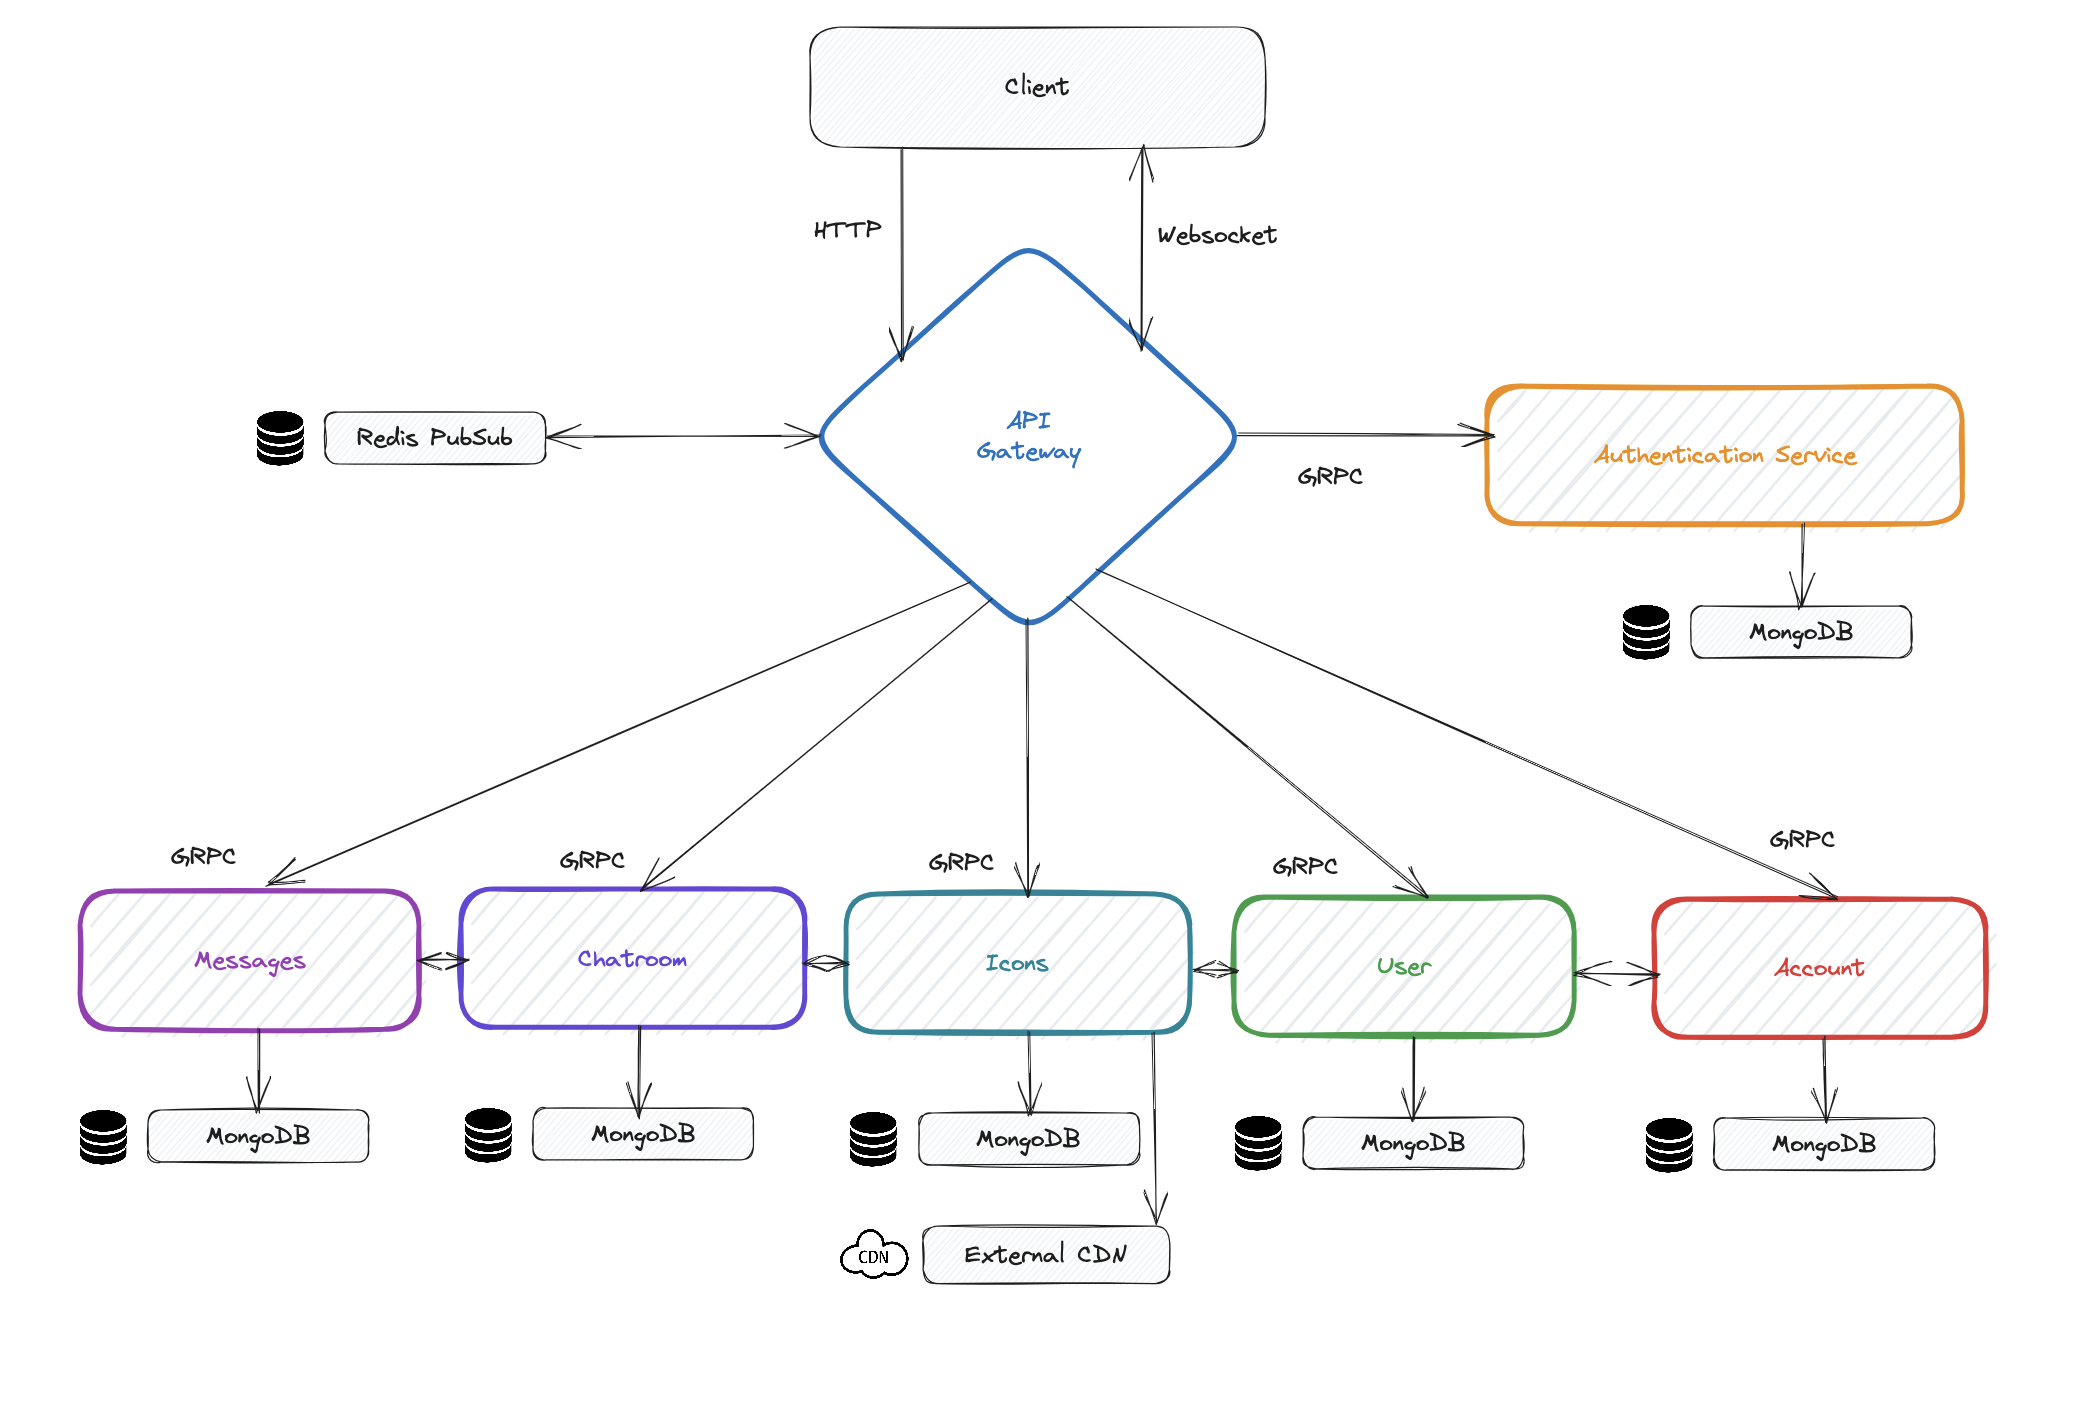 Client
HTTP
Websocket
API
Gateway
Redis PubSub
GRPC
Authentication Service
MongoDB
GRPC
GRPC
GRPC
GRPC
GRPC
Messages
Chatroom
Icons
User
Account
MongoDB
MongoDB
MongoDB
MongoDB
MongoDB
CDN
External CDN